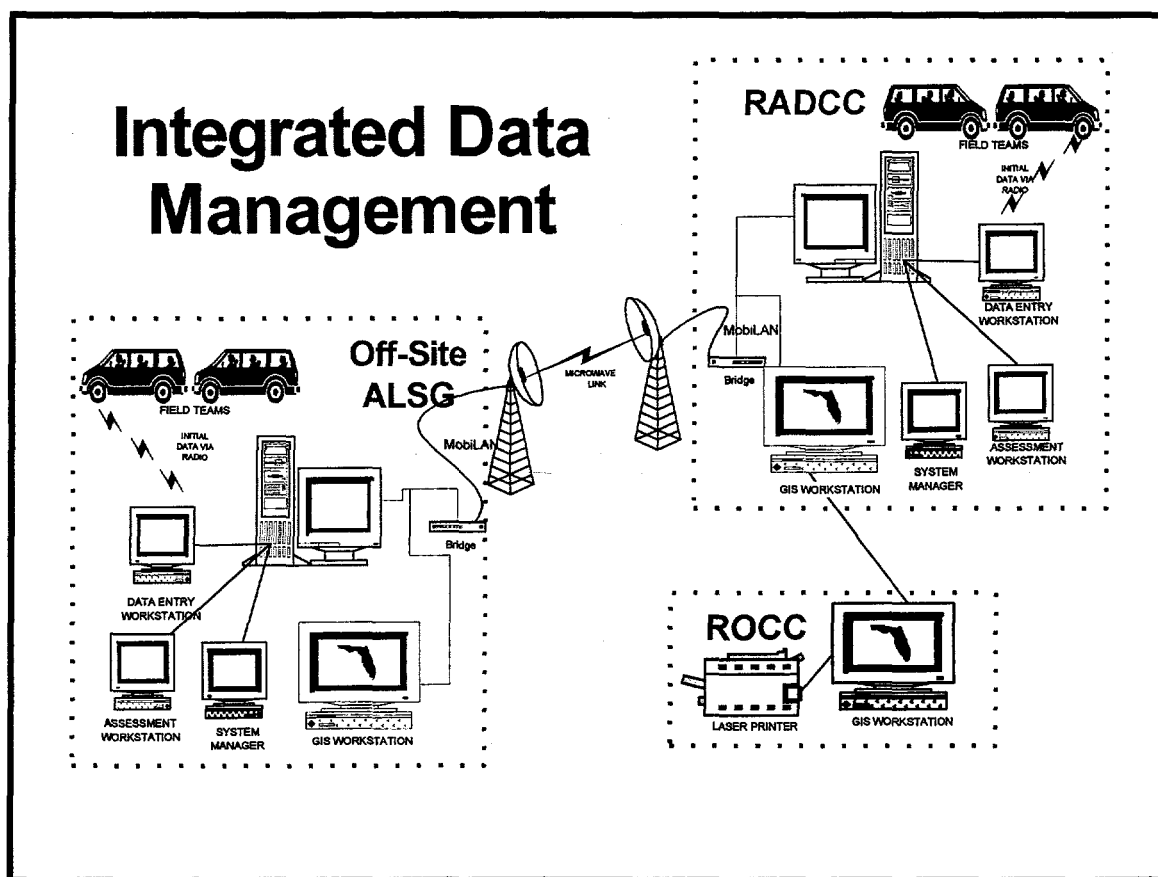 Integrated Data
Management
RADCC
FIELD TEAMS
INITIAL
DATA VIA
RADIO
DATA ENTRY
WORKSTATION
MobiLAN
Bridge
GIS WORKSTATION
SYSTEM
MANAGER
ASSESSMENT
WORKSTATION
MICROWAVE
LINK
Off-Site
ALSG
FIELD TEAMS
INITIAL
DATA VIA
RADIO
MobiLAN
Bridge
DATA ENTRY
WORKSTATION
ASSESSMENT
WORKSTATION
SYSTEM
MANAGER
GIS WORKSTATION
ROCC
LASER PRINTER
GIS WORKSTATION